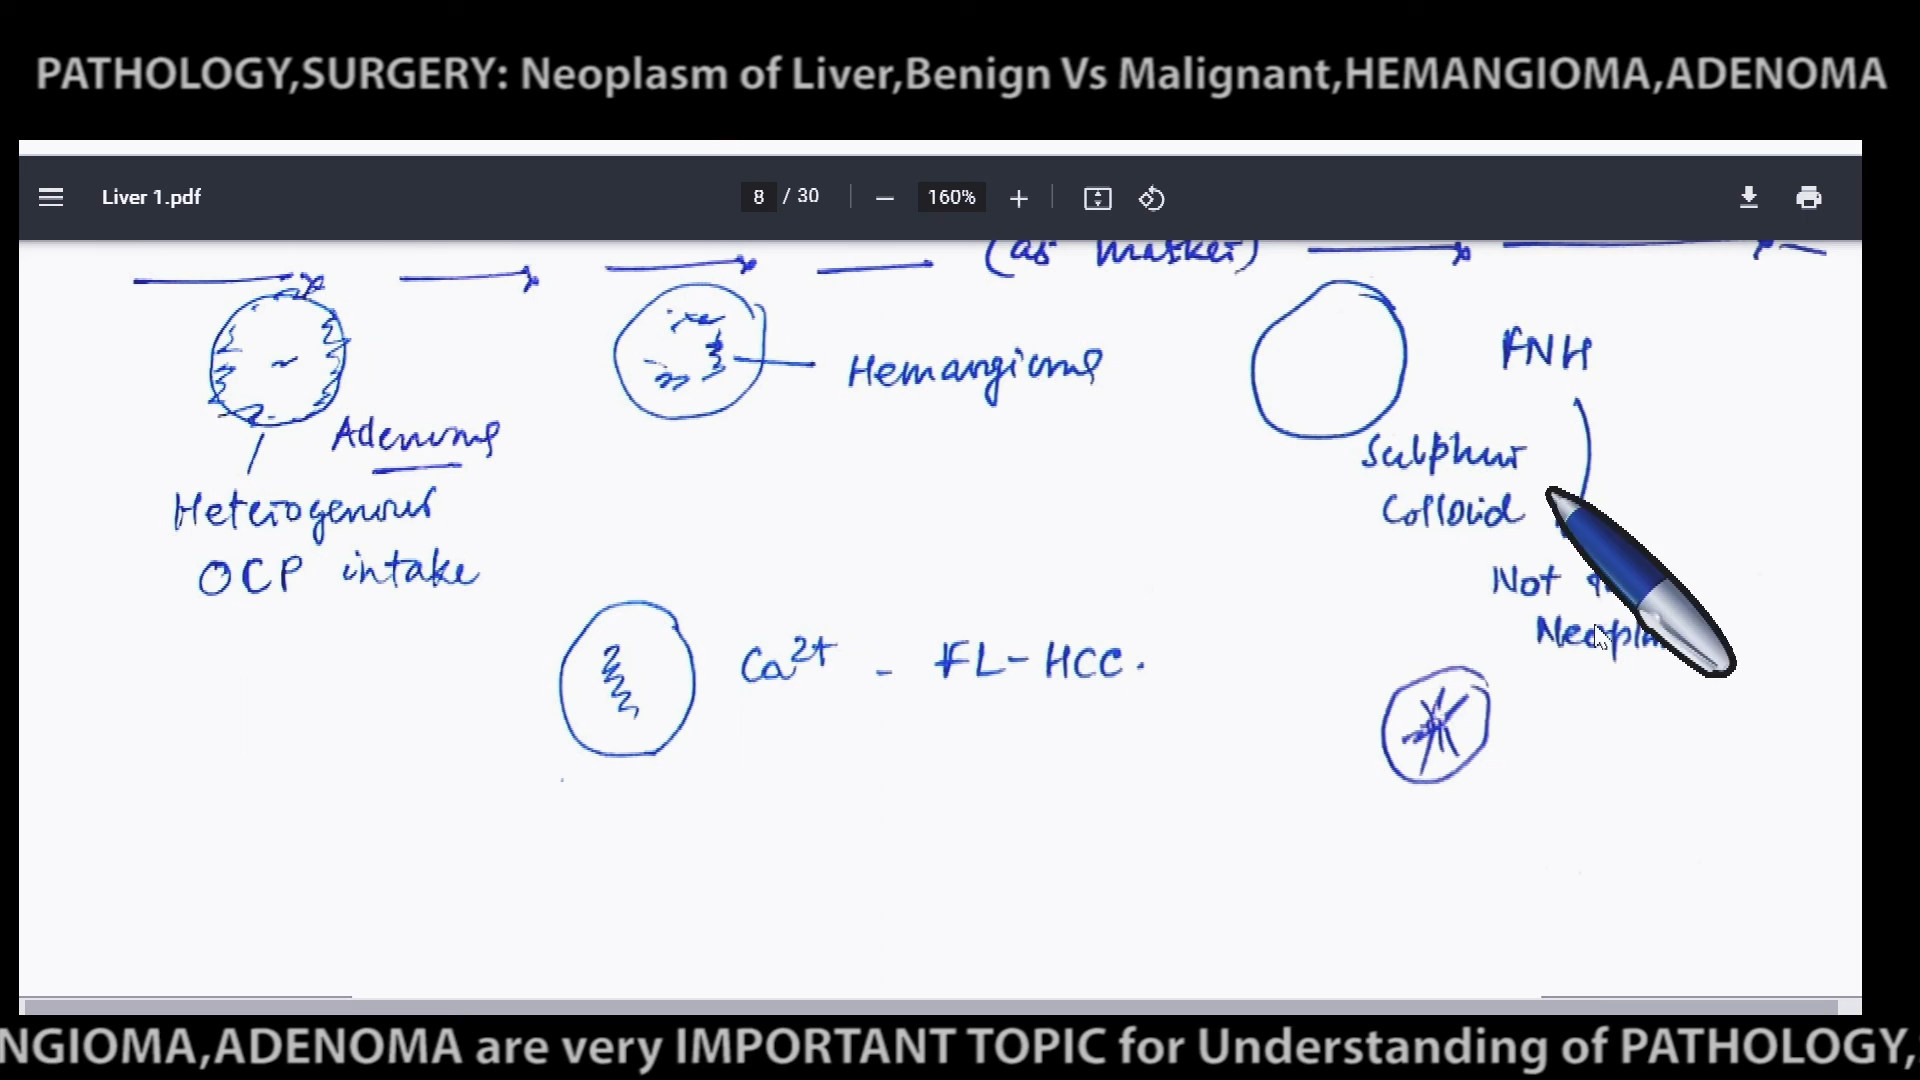 PATHOLOGY,SURGERY: Neoplasm of Liver,Benign Vs Malignant,HEMANGIOMA,ADENOMA
Liver 1.pdf
8 / 30
160%
(as marker)
FNH
Hemangioma
Adenoma
Sulphur
Colloid
Heterogenous
OCP intake
Not
Ca2+ - FL-HCC.
NGIOMA,ADENOMA are very IMPORTANT TOPIC for Understanding of PATHOLOGY,